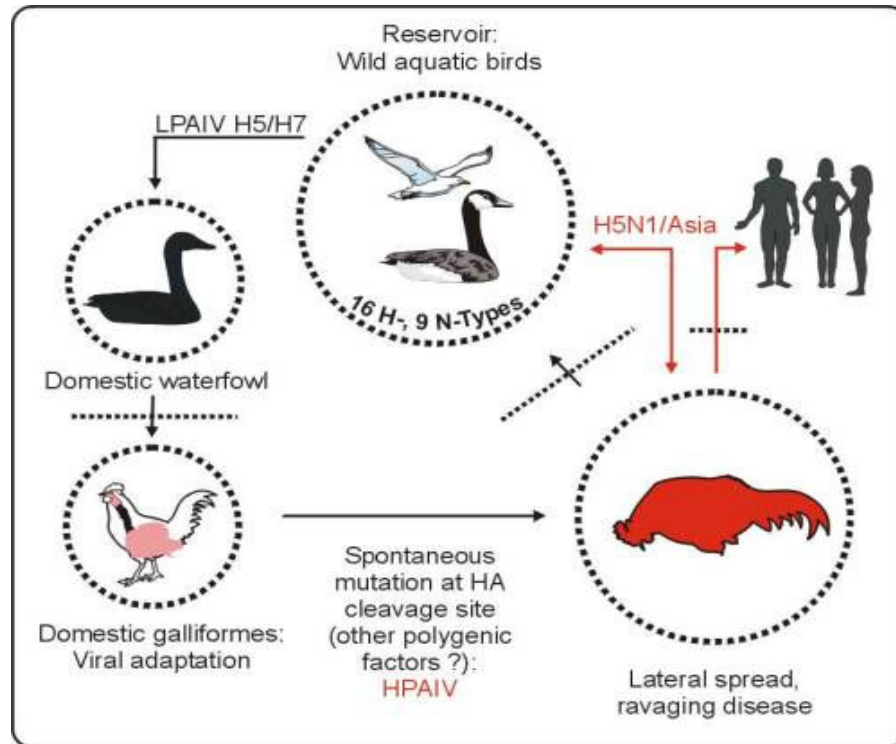 Reservoir:
Wild aquatic birds
LPAIV H5/H7
H5N1/Asia
16 H-, 9 N-Types
Domestic waterfowl
Spontaneous
mutation at HA
cleavage site
(other polygenic
factors ?):
HPAIV
Domestic galliformes:
Viral adaptation
Lateral spread,
ravaging disease